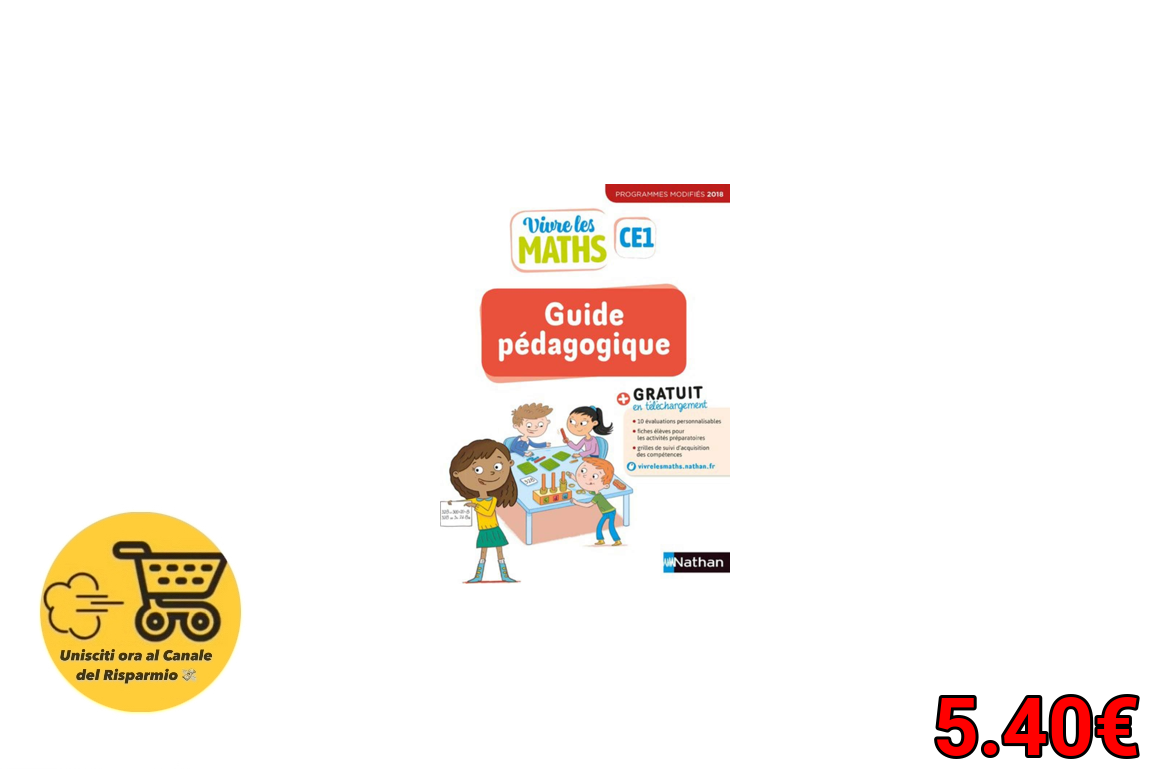 PROGRAMMES MODIFIÉS 2018
Vivre les
MATHS
CE1
Guide
pédagogique
+ GRATUIT
en téléchargement
• 10 évaluations personnalisables
• fiches élèves pour
les activités préparatoires
• grilles de suivi d'acquisition
des compétences
vivrelesmaths.nathan.fr
Nathan
Unisciti ora al Canale
del Risparmio 💸
5.40€